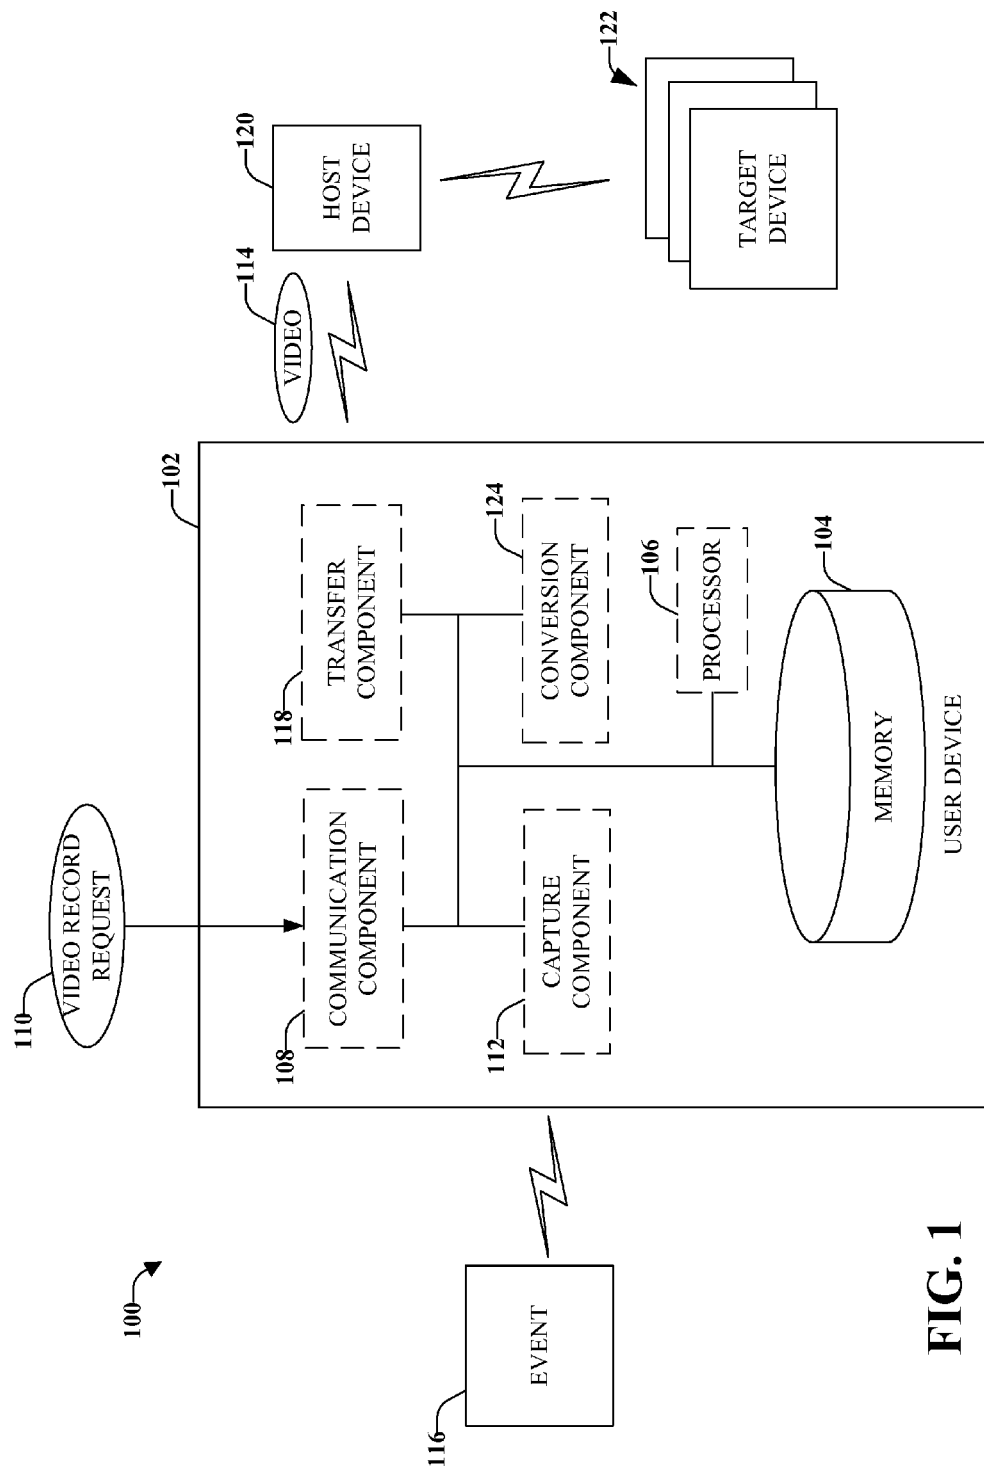 100
110
VIDEO RECORD
REQUEST
102
108
COMMUNICATION
COMPONENT
118
TRANSFER
COMPONENT
114
VIDEO
120
HOST
DEVICE
116
EVENT
112
CAPTURE
COMPONENT
124
CONVERSION
COMPONENT
106
PROCESSOR
104
MEMORY
USER DEVICE
122
TARGET
DEVICE
FIG. 1